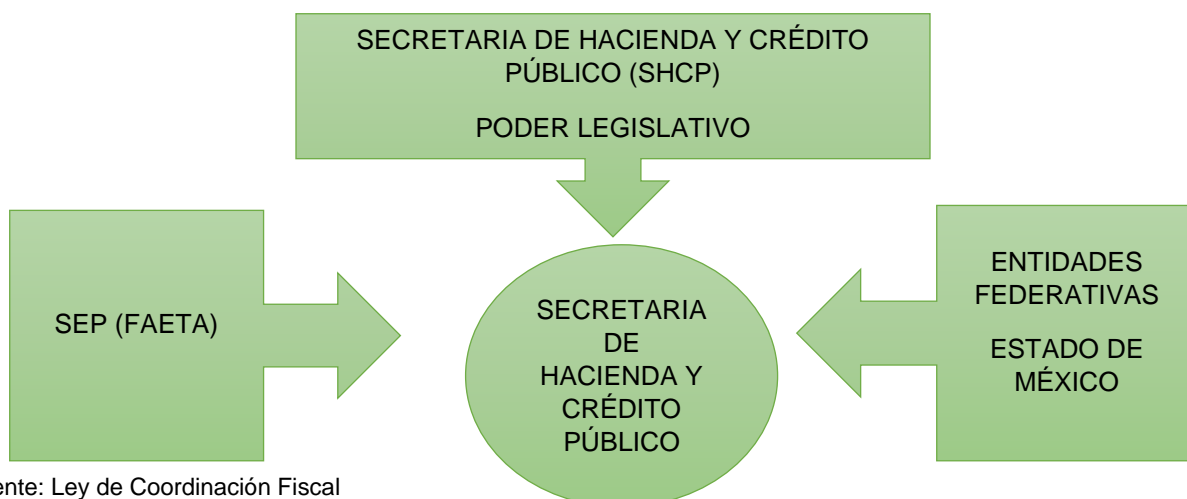 SECRETARIA DE HACIENDA Y CRÉDITO
PÚBLICO (SHCP)
PODER LEGISLATIVO
SEP (FAETA)
SECRETARIA
DE
HACIENDA Y
CRÉDITO
PÚBLICO
ENTIDADES
FEDERATIVAS
ESTADO DE
MÉXICO
ente: Ley de Coordinación Fiscal